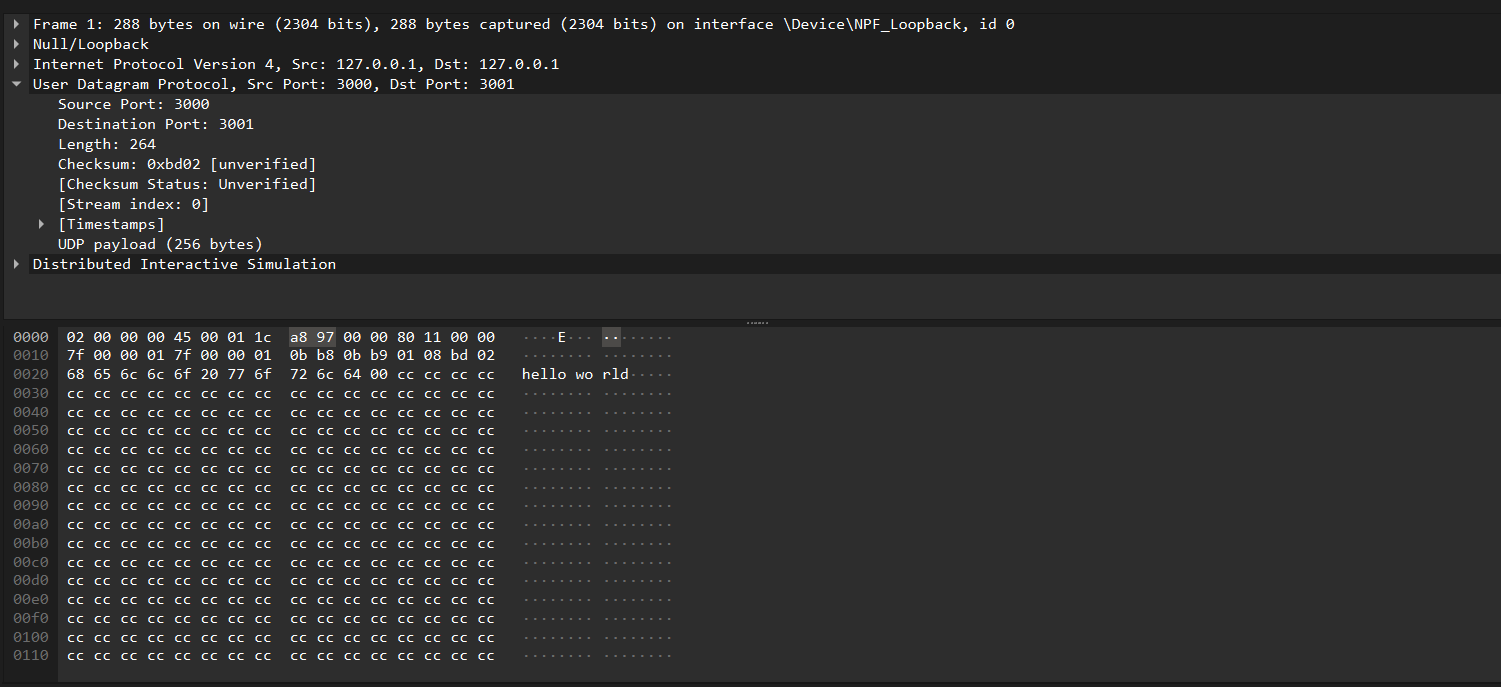 Frame 1: 288 bytes on wire (2304 bits), 288 bytes captured (2304 bits) on interface \Device\NPF_Loopback, id 0
Null/Loopback
Internet Protocol Version 4, Src: 127.0.0.1, Dst: 127.0.0.1
User Datagram Protocol, Src Port: 3000, Dst Port: 3001
Source Port: 3000
Destination Port: 3001
Length: 264
Checksum: 0xbd02 [unverified]
[Checksum Status: Unverified]
[Stream index: 0]
[Timestamps]
UDP payload (256 bytes)
Distributed Interactive Simulation
0000 02 00 00 00 45 00 01 1c a8 97 00 00 80 11 00 00 ····E··· ········
0010 7f 00 00 01 7f 00 00 01 0b b8 0b b9 01 08 bd 02 ········ ········
0020 68 65 6c 6c 6f 20 77 6f 72 6c 64 00 cc cc cc cc hello wo rld·····
0030 cc cc cc cc cc cc cc cc cc cc cc cc cc cc cc cc ········ ········
0040 cc cc cc cc cc cc cc cc cc cc cc cc cc cc cc cc ········ ········
0050 cc cc cc cc cc cc cc cc cc cc cc cc cc cc cc cc ········ ········
0060 cc cc cc cc cc cc cc cc cc cc cc cc cc cc cc cc ········ ········
0070 cc cc cc cc cc cc cc cc cc cc cc cc cc cc cc cc ········ ········
0080 cc cc cc cc cc cc cc cc cc cc cc cc cc cc cc cc ········ ········
0090 cc cc cc cc cc cc cc cc cc cc cc cc cc cc cc cc ········ ········
00a0 cc cc cc cc cc cc cc cc cc cc cc cc cc cc cc cc ········ ········
00b0 cc cc cc cc cc cc cc cc cc cc cc cc cc cc cc cc ········ ········
00c0 cc cc cc cc cc cc cc cc cc cc cc cc cc cc cc cc ········ ········
00d0 cc cc cc cc cc cc cc cc cc cc cc cc cc cc cc cc ········ ········
00e0 cc cc cc cc cc cc cc cc cc cc cc cc cc cc cc cc ········ ········
00f0 cc cc cc cc cc cc cc cc cc cc cc cc cc cc cc cc ········ ········
0100 cc cc cc cc cc cc cc cc cc cc cc cc cc cc cc cc ········ ········
0110 cc cc cc cc cc cc cc cc cc cc cc cc cc cc cc cc ········ ········